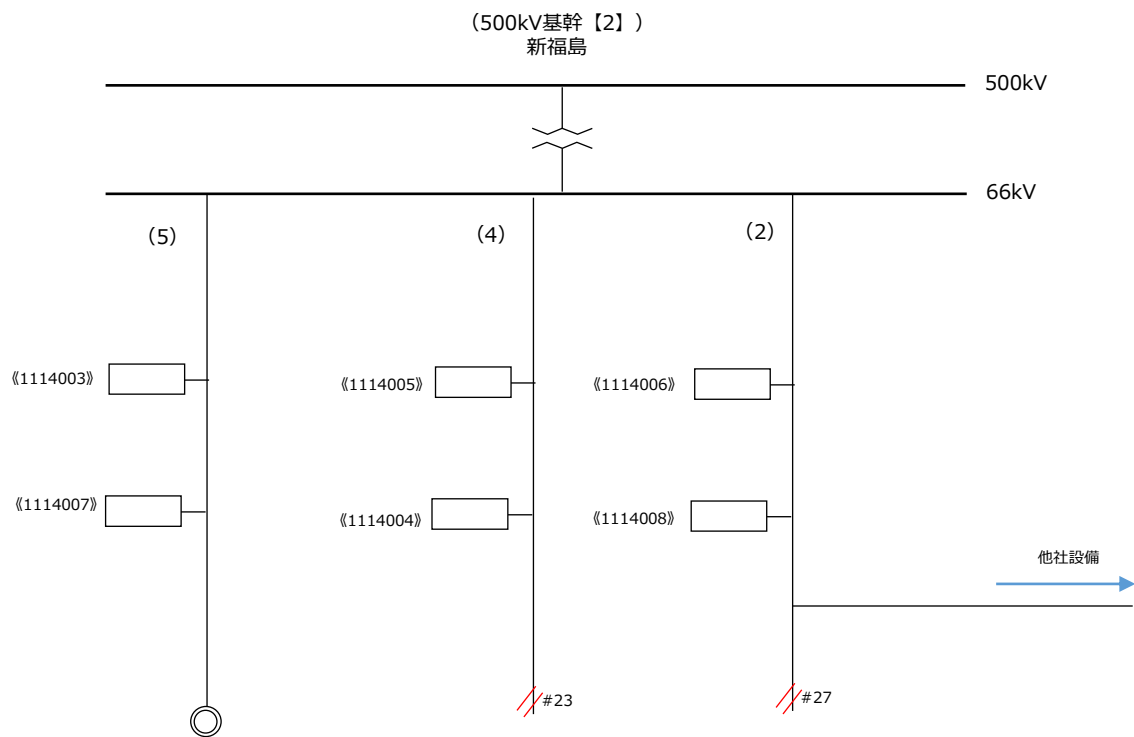 （500kV基幹【2】）
新福島
500kV
66kV
（5）
（4）
（2）
《1114003》
《1114005》
《1114006》
《1114007》
《1114004》
《1114008》
他社設備
#23
#27